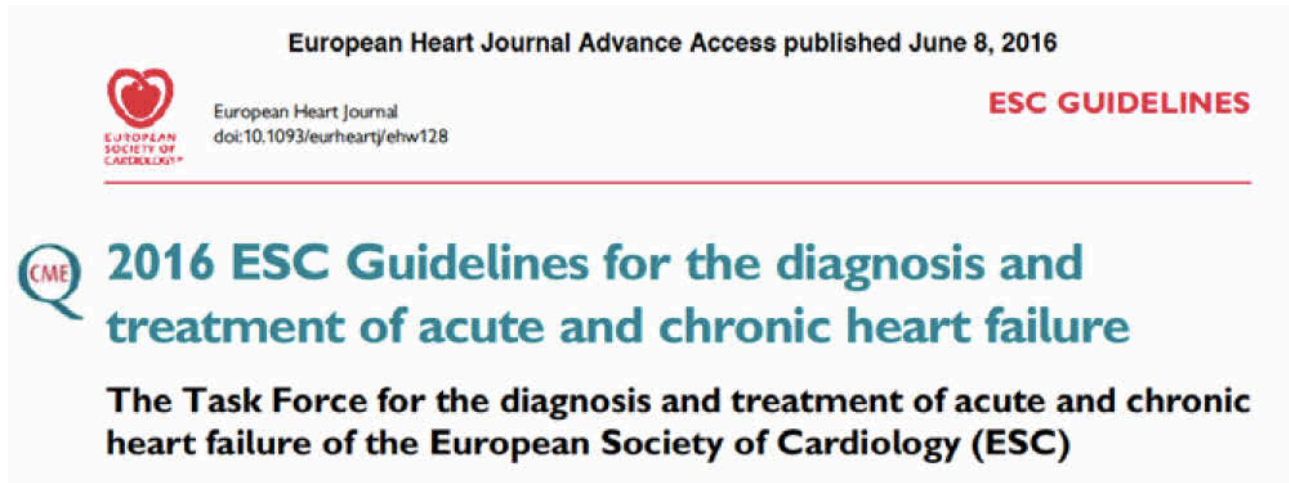 European Heart Journal Advance Access published June 8, 2016
EUROPEAN
SOCIETY OF
CARDIOLOGY®
European Heart Journal
doi:10.1093/eurheartj/ehw128
ESC GUIDELINES
CME
2016 ESC Guidelines for the diagnosis and
treatment of acute and chronic heart failure
The Task Force for the diagnosis and treatment of acute and chronic
heart failure of the European Society of Cardiology (ESC)